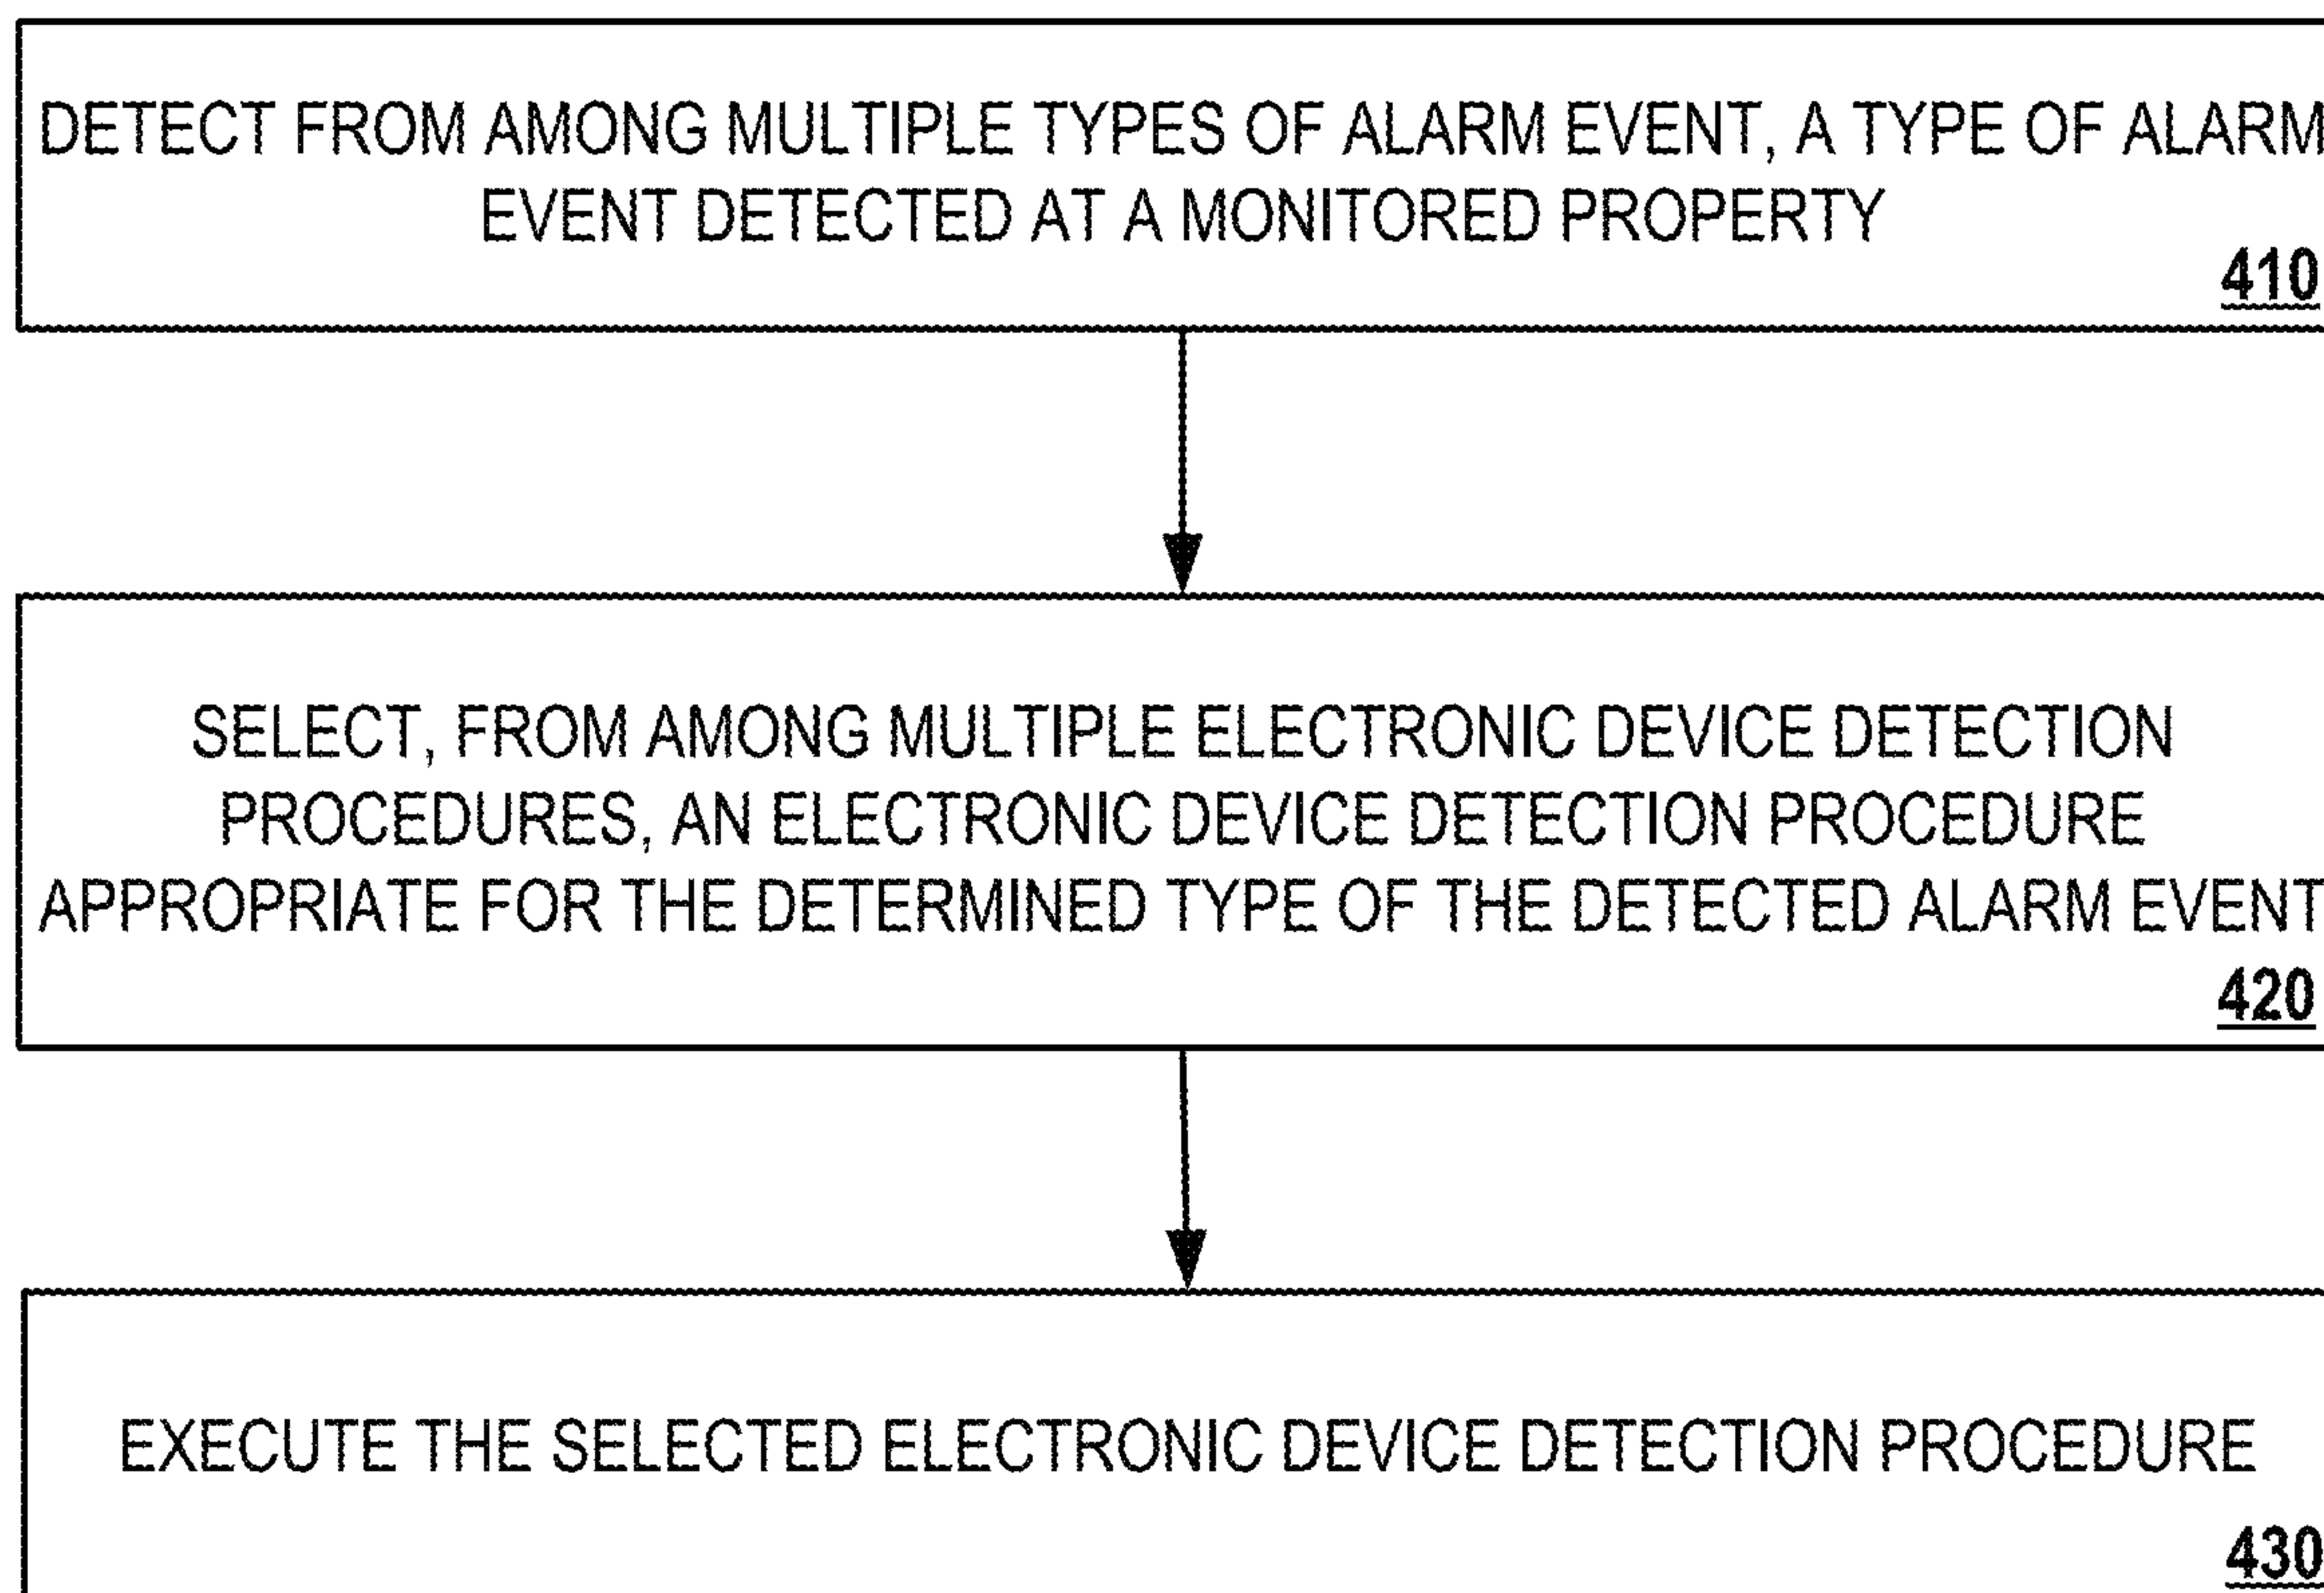 DETECT FROM AMONG MULTIPLE TYPES OF ALARM EVENT, A TYPE OF ALARM
EVENT DETECTED AT A MONITORED PROPERTY
410
SELECT, FROM AMONG MULTIPLE ELECTRONIC DEVICE DETECTION
PROCEDURES, AN ELECTRONIC DEVICE DETECTION PROCEDURE
APPROPRIATE FOR THE DETERMINED TYPE OF THE DETECTED ALARM EVENT
420
EXECUTE THE SELECTED ELECTRONIC DEVICE DETECTION PROCEDURE
430